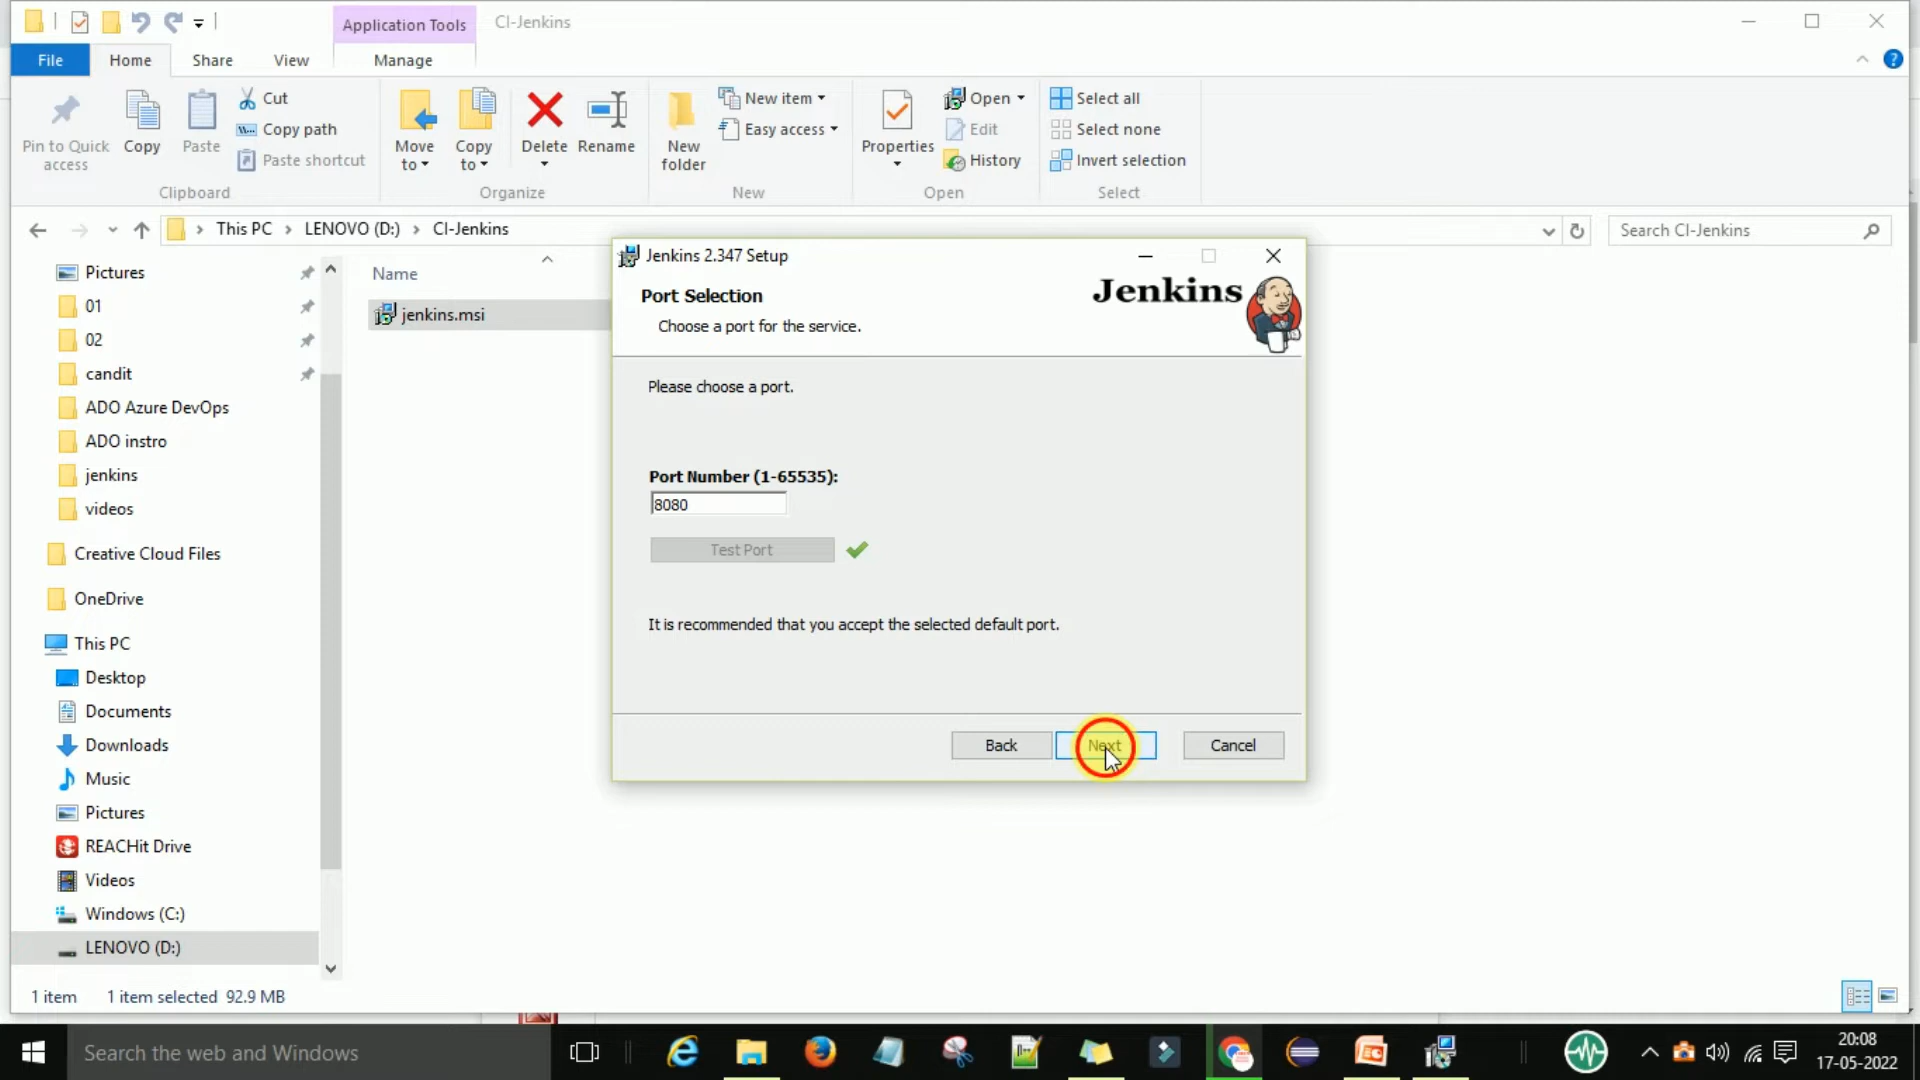 Application Tools
CI-Jenkins
File
Home
Share
View
Manage
Pin to Quick access
Copy
Paste
Cut
Copy path
Paste shortcut
Clipboard
Move to
Copy to
Delete
Rename
Organize
New folder
New item
Easy access
New
Properties
Open
Edit
History
Open
Select all
Select none
Invert selection
Select
This PC
LENOVO (D:)
CI-Jenkins
Search CI-Jenkins
Pictures
01
02
candit
ADO Azure DevOps
ADO instro
jenkins
videos
Creative Cloud Files
OneDrive
This PC
Desktop
Documents
Downloads
Music
Pictures
REACHit Drive
Videos
Windows (C:)
LENOVO (D:)
Name
jenkins.msi
Jenkins 2.347 Setup
Port Selection
Choose a port for the service.
Jenkins
Please choose a port.
Port Number (1-65535):
8080
Test Port
It is recommended that you accept the selected default port.
Back
Next
Cancel
1 item
1 item selected 92.9 MB
Search the web and Windows
20:08
17-05-2022